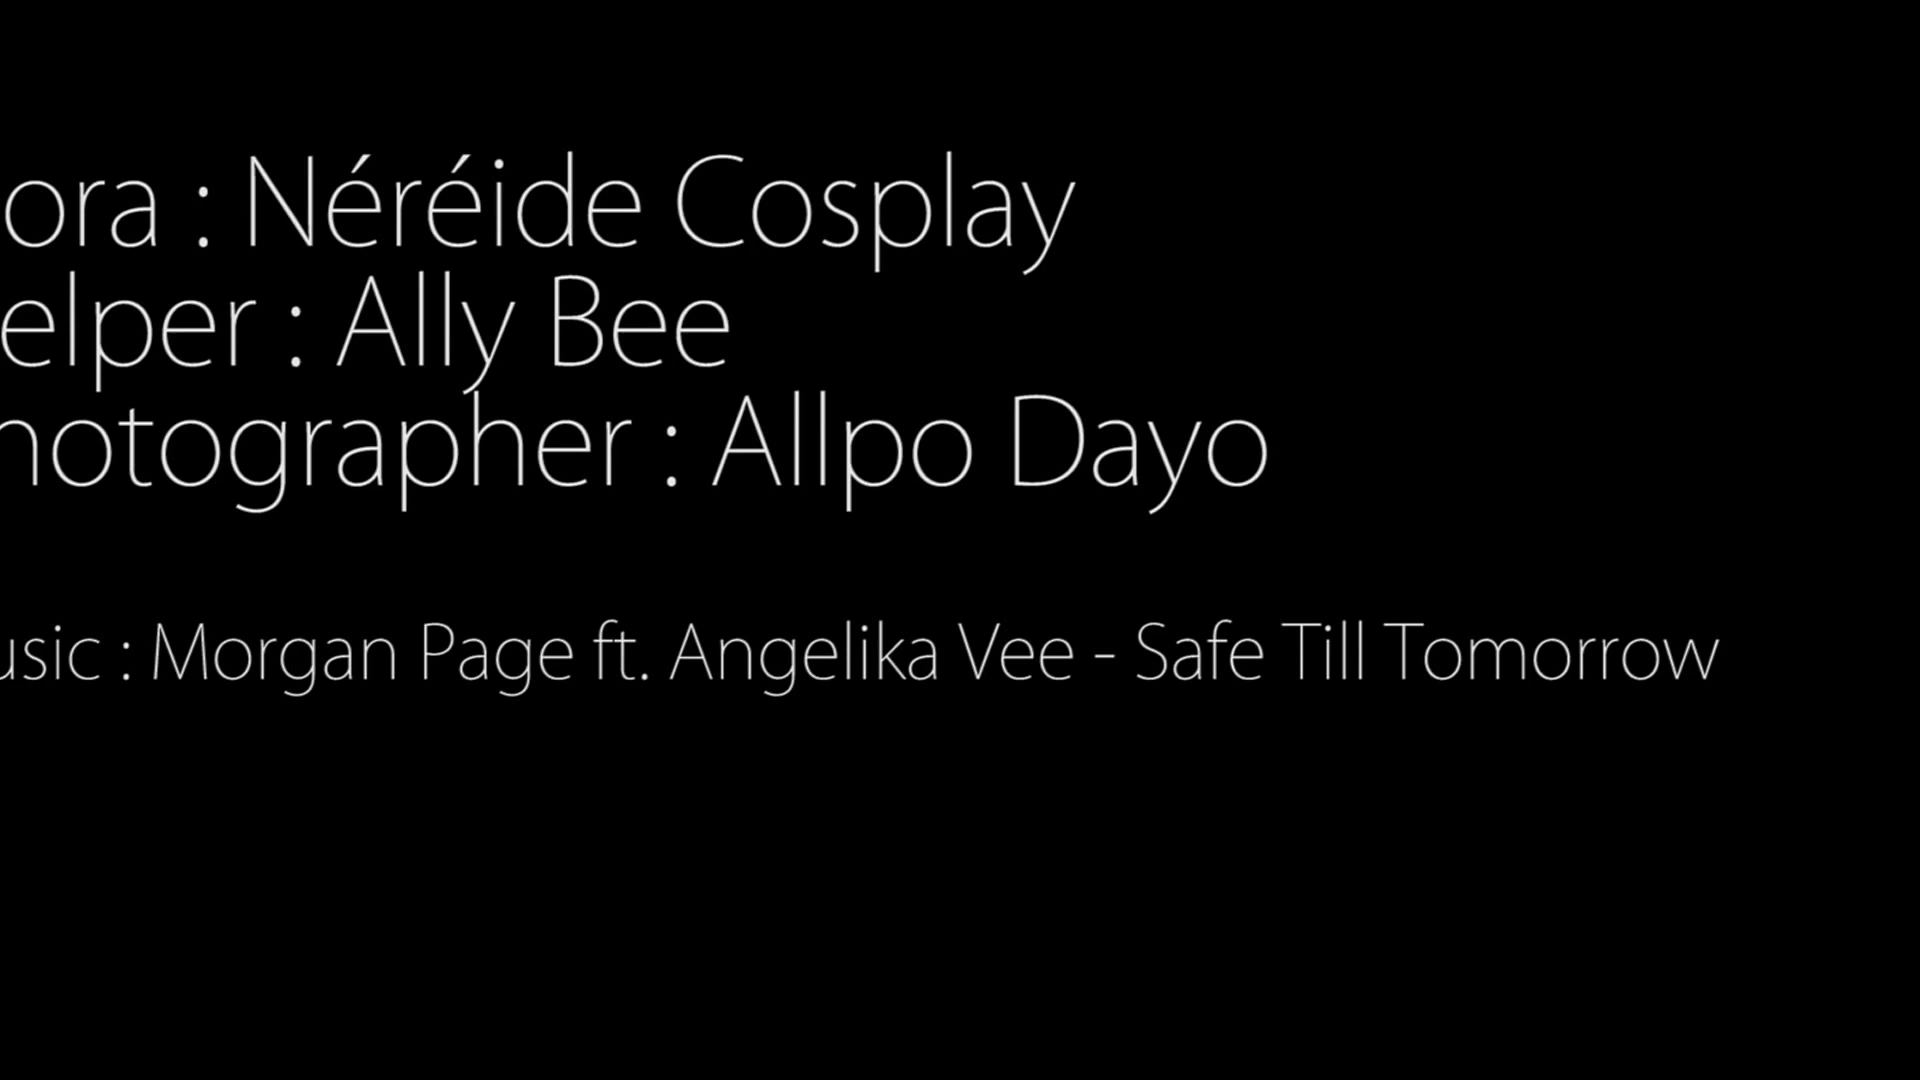 ora : Néréide Cosplay
elper : Ally Bee
hotographer : Allpo Dayo
usic : Morgan Page ft. Angelika Vee - Safe Till Tomorrow